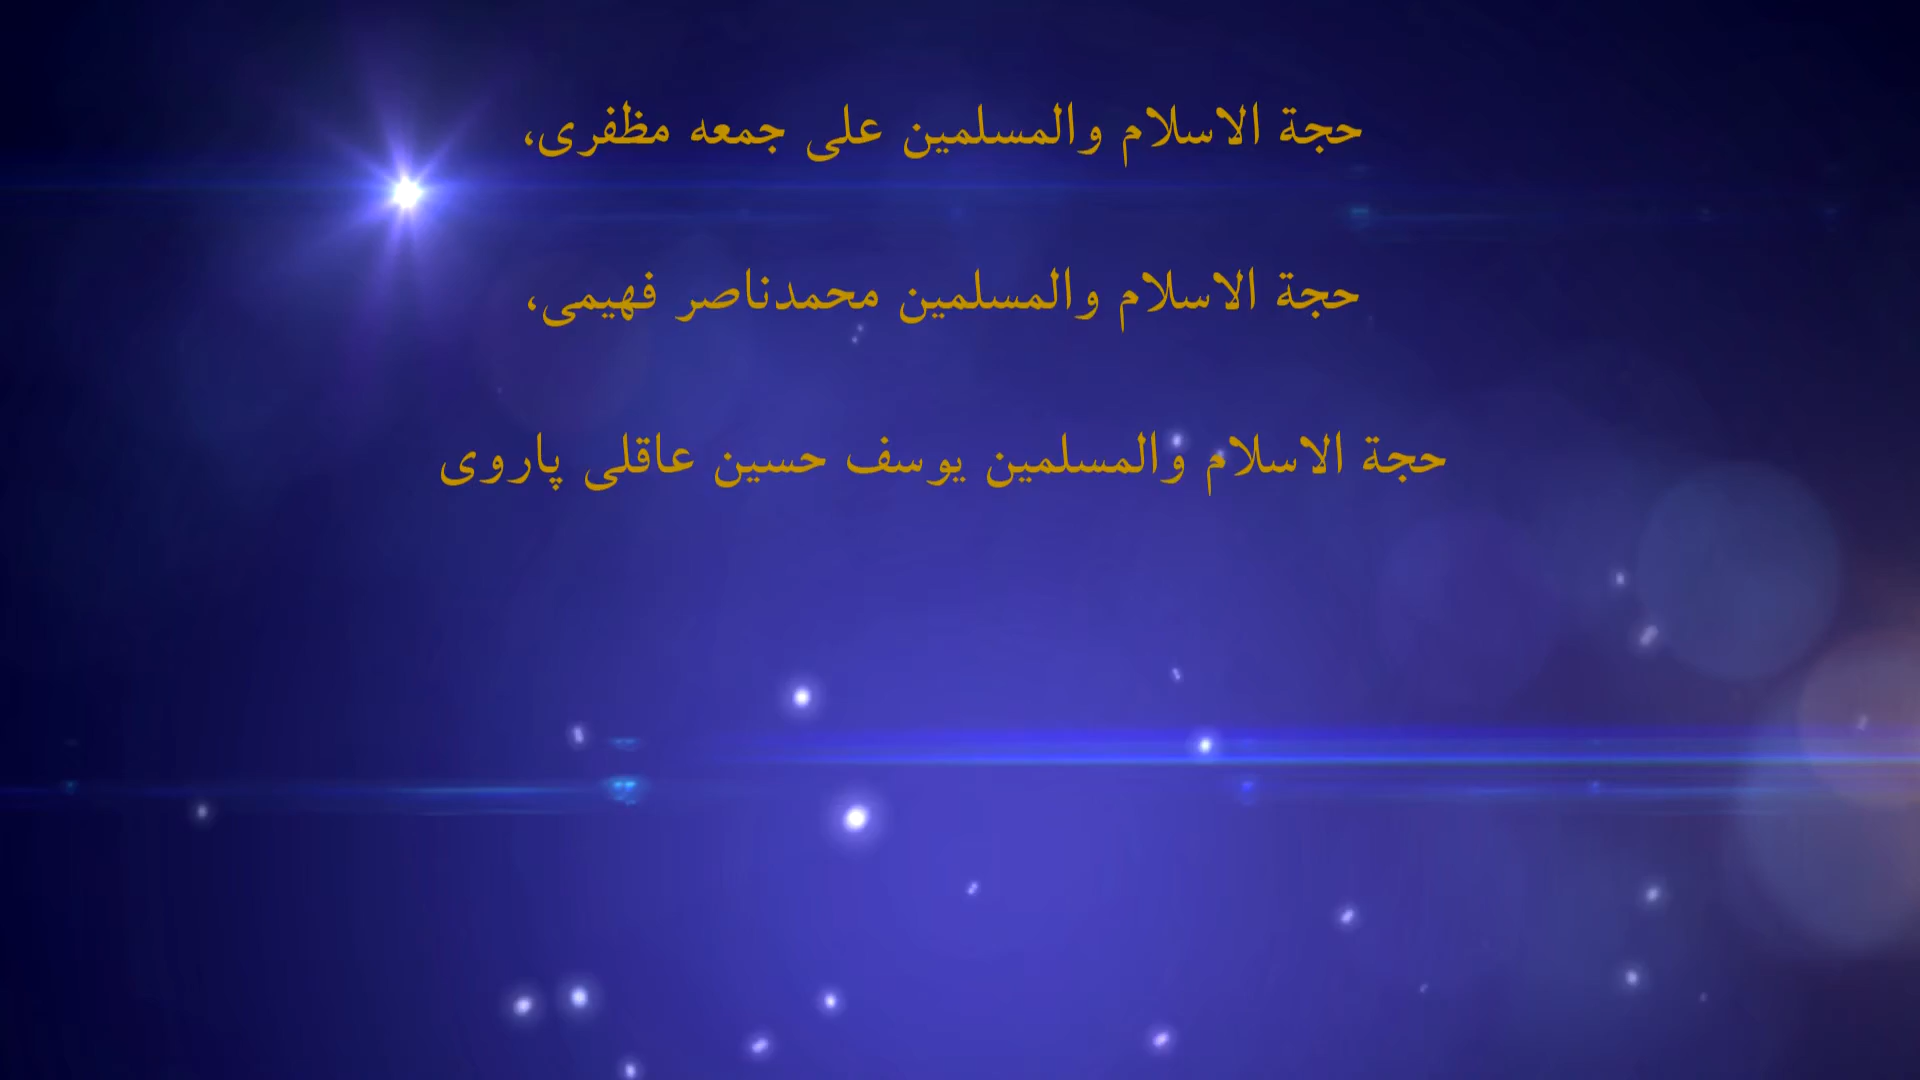 حجة الاسلام والمسلمین علی جمعه مظفری،
حجة الاسلام والمسلمین محمدناصر فهیمی،
حجة الاسلام والمسلمین یوسف حسین عاقلی پاروی